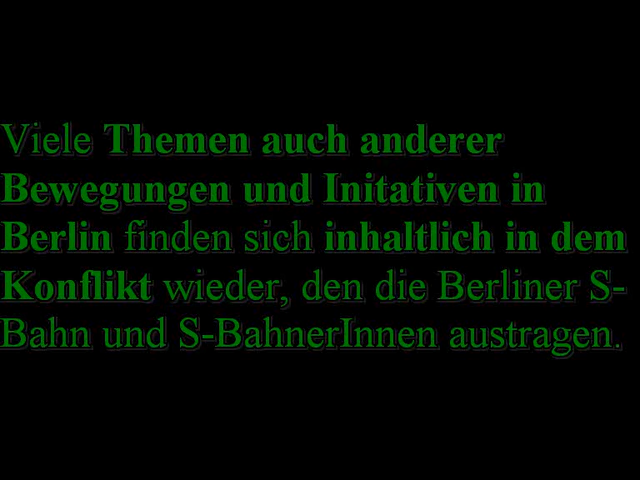 Viele Themen auch anderer
Bewegungen und Initativen in
Berlin finden sich inhaltlich in dem
Konflikt wieder, den die Berliner S-
Bahn und S-BahnerInnen austragen.